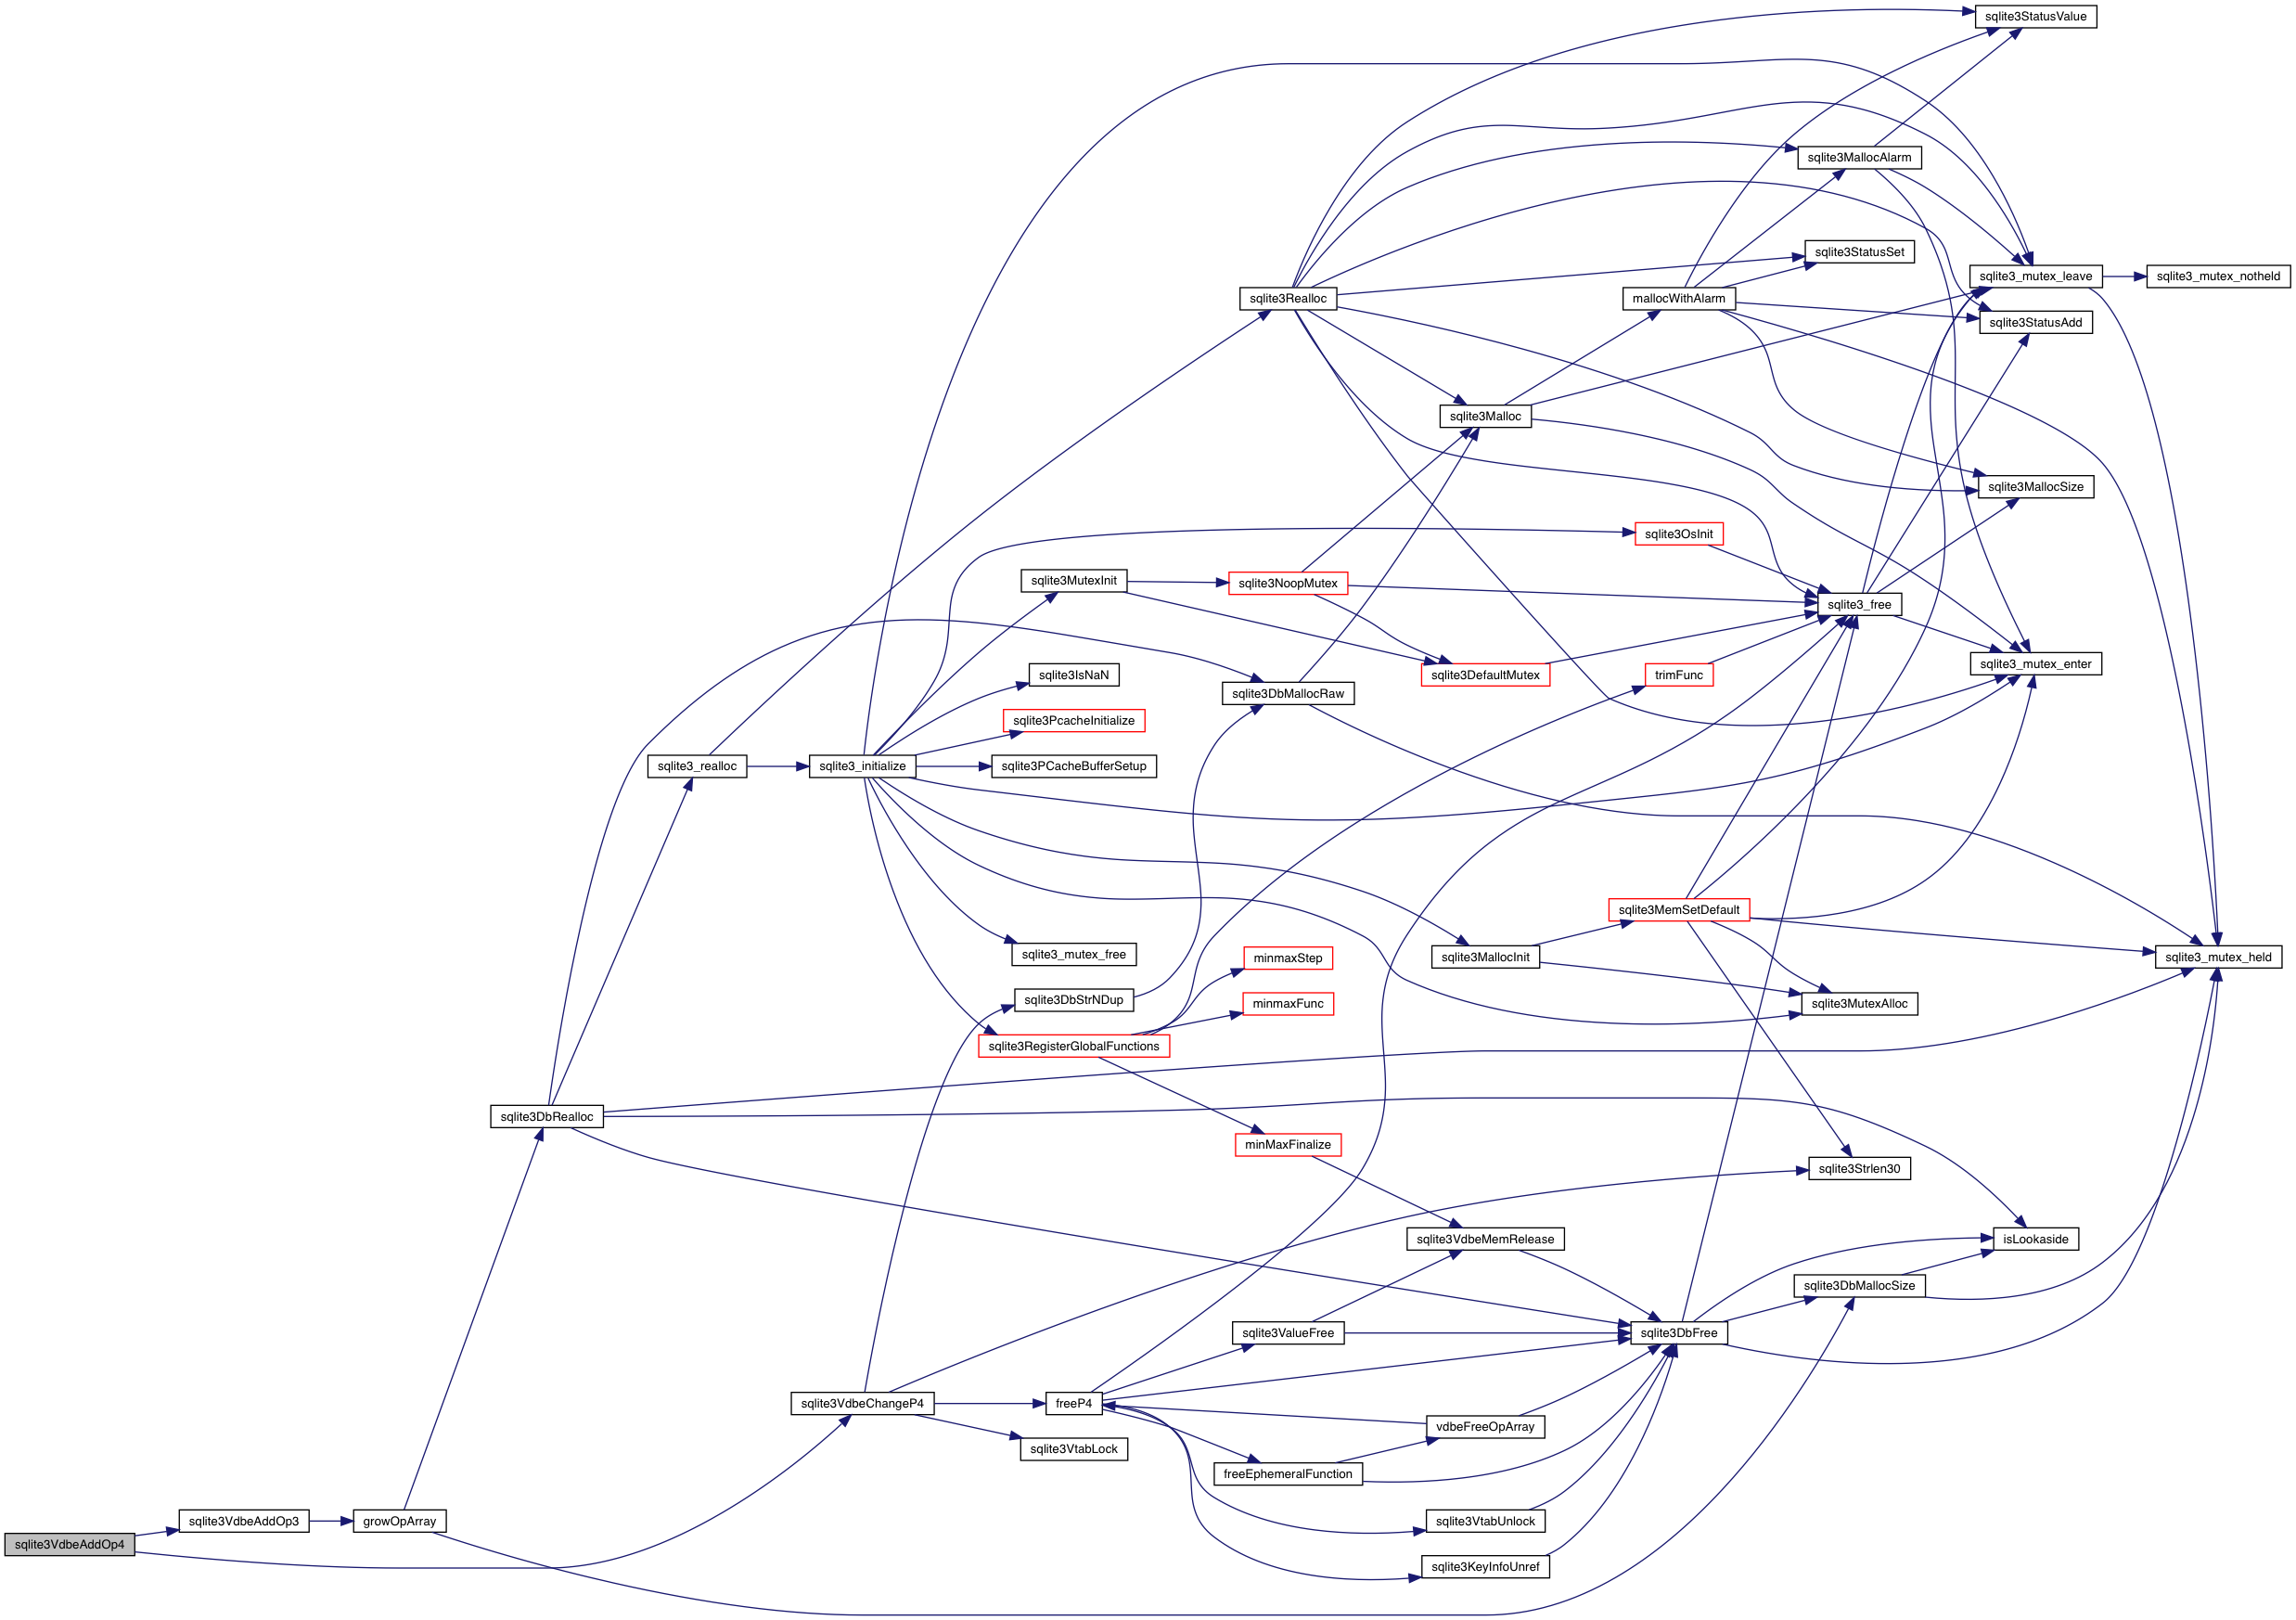 sqlite3StatusValue
sqlite3MallocAlarm
sqlite3StatusSet
sqlite3_mutex_leave
sqlite3_mutex_notheld
sqlite3Realloc
mallocWithAlarm
sqlite3StatusAdd
sqlite3Malloc
sqlite3MallocSize
sqlite3OsInit
sqlite3MutexInit
sqlite3NoopMutex
sqlite3_free
sqlite3IsNaN
sqlite3DefaultMutex
trimFunc
sqlite3_mutex_enter
sqlite3DbMallocRaw
sqlite3PcacheInitialize
sqlite3_realloc
sqlite3_initialize
sqlite3PCacheBufferSetup
sqlite3MemSetDefault
sqlite3_mutex_free
minmaxStep
sqlite3MallocInit
sqlite3_mutex_held
sqlite3DbStrNDup
minmaxFunc
sqlite3MutexAlloc
sqlite3RegisterGlobalFunctions
sqlite3DbRealloc
minMaxFinalize
sqlite3Strlen30
sqlite3VdbeMemRelease
isLookaside
sqlite3DbMallocSize
sqlite3ValueFree
sqlite3DbFree
sqlite3VdbeChangeP4
freeP4
vdbeFreeOpArray
sqlite3VtabLock
freeEphemeralFunction
sqlite3VdbeAddOp3
growOpArray
sqlite3VtabUnlock
sqlite3VdbeAddOp4
sqlite3KeyInfoUnref